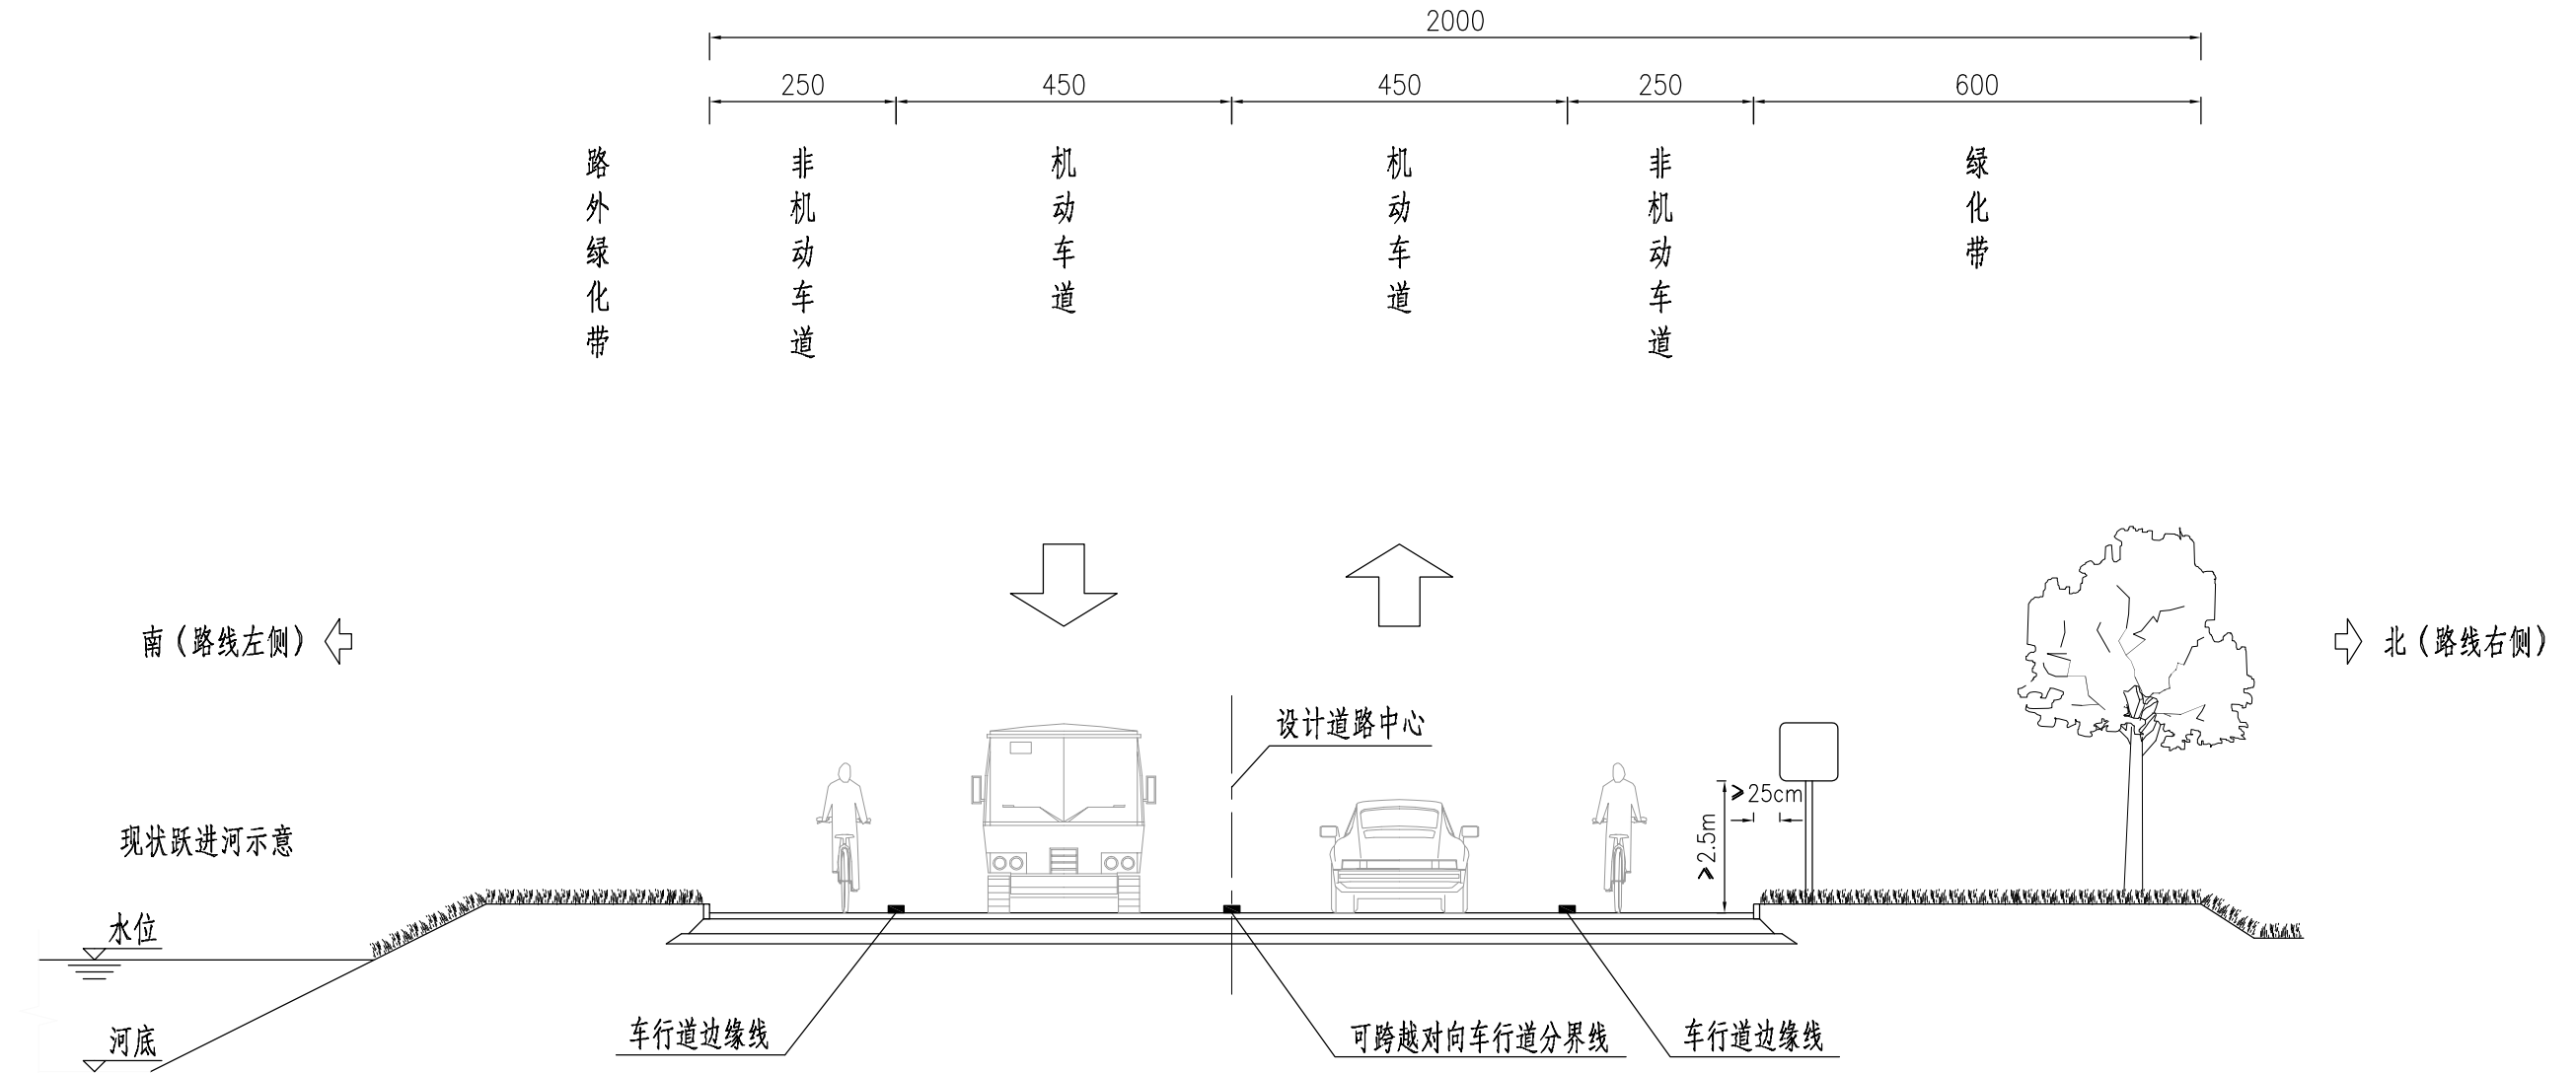 2000
250
450
450
250
600
路外绿化带
非机动车道
机动车道
机动车道
非机动车道
绿化带
南（路线左侧）
北（路线右侧）
设计道路中心
≥25cm
≥2.5m
现状跃进河示意
水位
河底
车行道边缘线
可跨越对向车行道分界线
车行道边缘线